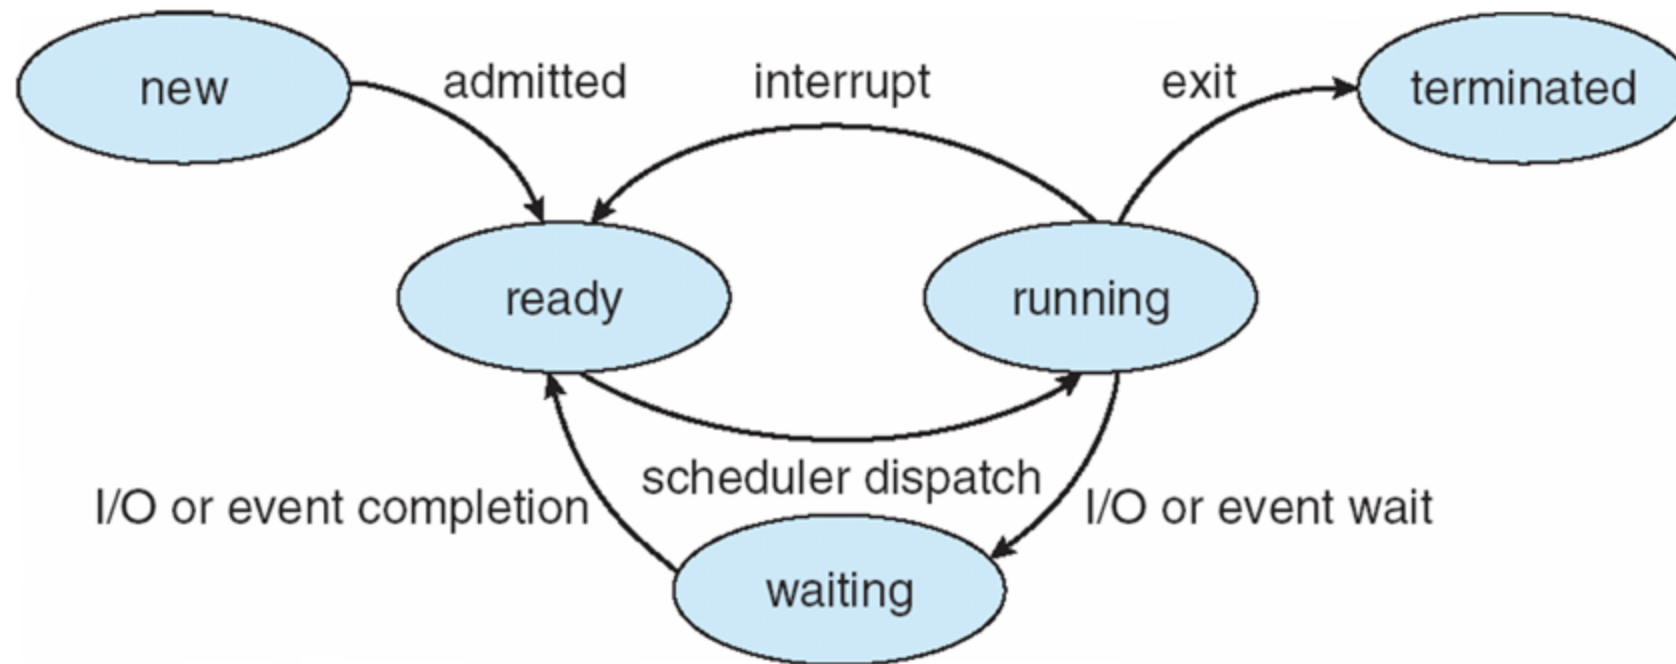 new
admitted
interrupt
exit
terminated
ready
running
scheduler dispatch
I/O or event completion
I/O or event wait
waiting